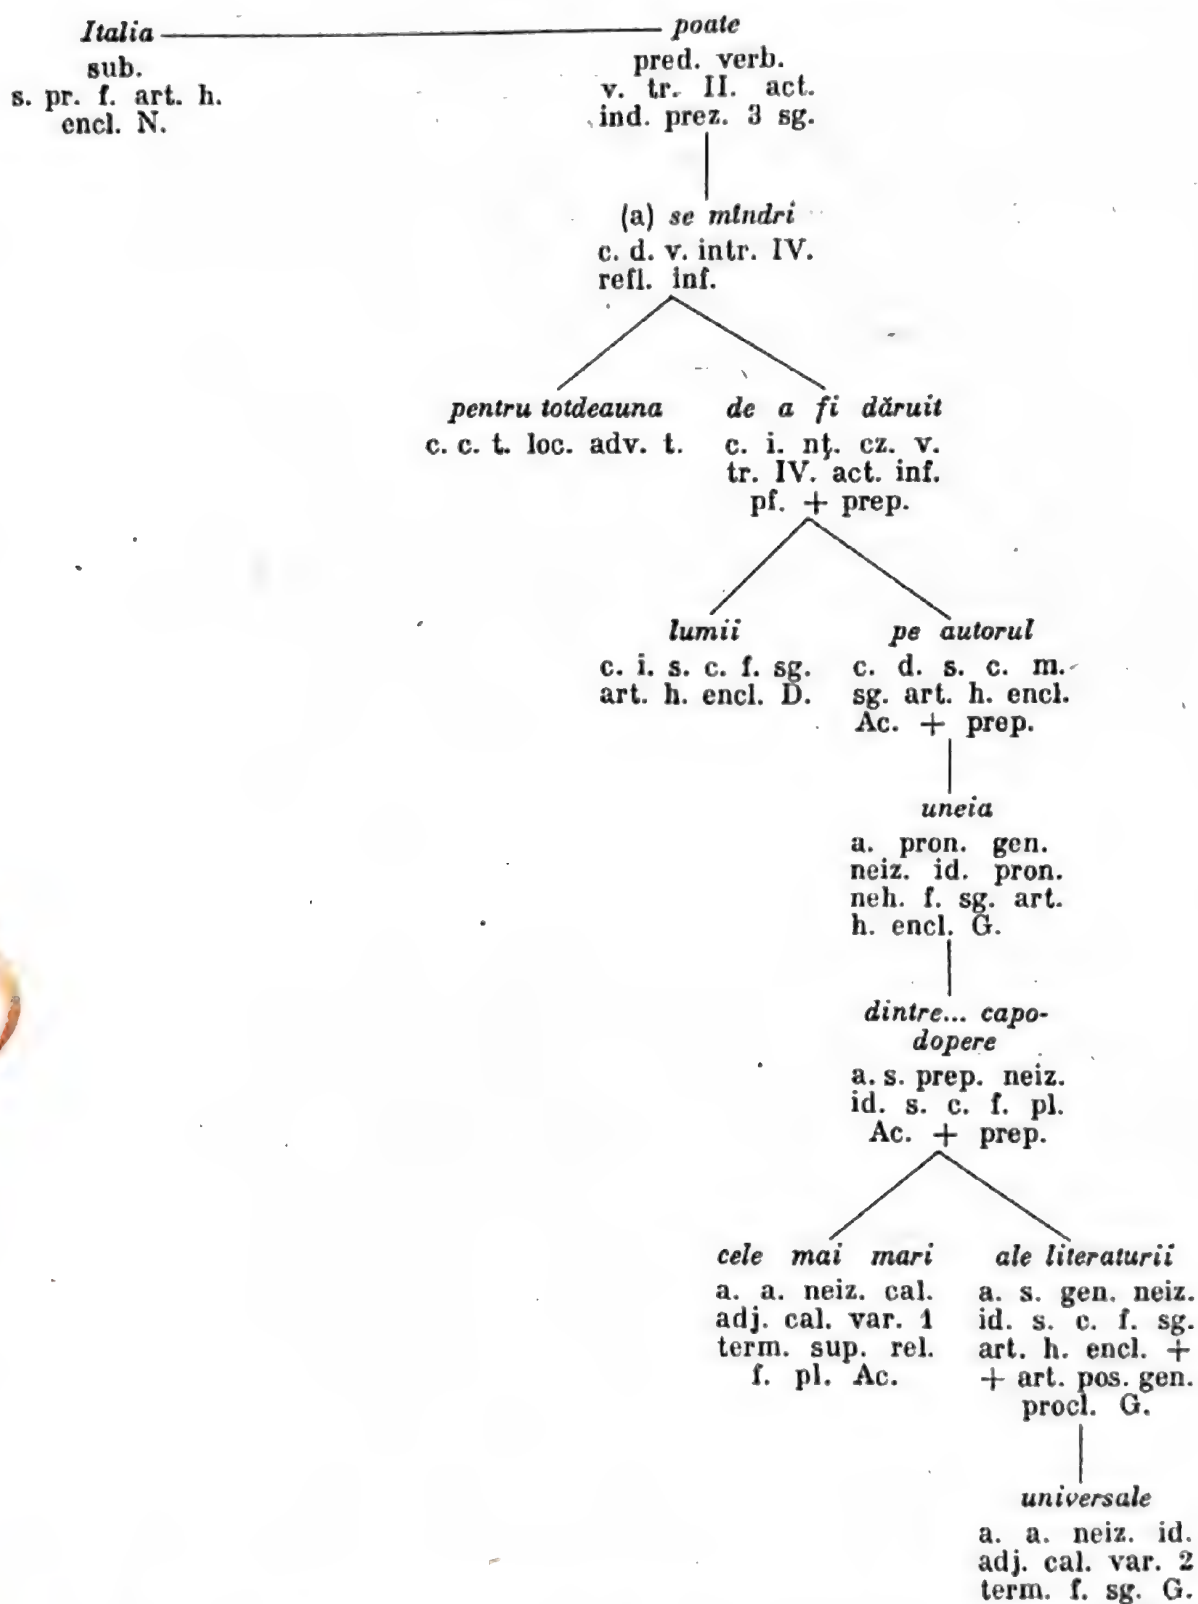 Italia
sub.
s. pr. f. art. h.
encl. N.
poate
pred. verb.
v. tr. II. act.
ind. prez. 3 sg.
(a) se mîndri
c. d. v. intr. IV.
refl. inf.
pentru totdeauna
c. c. t. loc. adv. t.
de a fi dăruit
c. i. nţ. cz. v.
tr. IV. act. inf.
pf. + prep.
lumii
c. i. s. c. f. sg.
art. h. encl. D.
pe autorul
c. d. s. c. m.
sg. art. h. encl.
Ac. + prep.
uneia
a. pron. gen.
neiz. id. pron.
neh. f. sg. art.
h. encl. G.
dintre... capo-
dopere
a. s. prep. neiz.
id. s. c. f. pl.
Ac. + prep.
cele mai mari
a. a. neiz. cal.
adj. cal. var. 1
term. sup. rel.
f. pl. Ac.
ale literaturii
a. s. gen. neiz.
id. s. c. f. sg.
art. h. encl. +
+ art. pos. gen.
procl. G.
universale
a. a. neiz. id.
adj. cal. var. 2
term. f. sg. G.